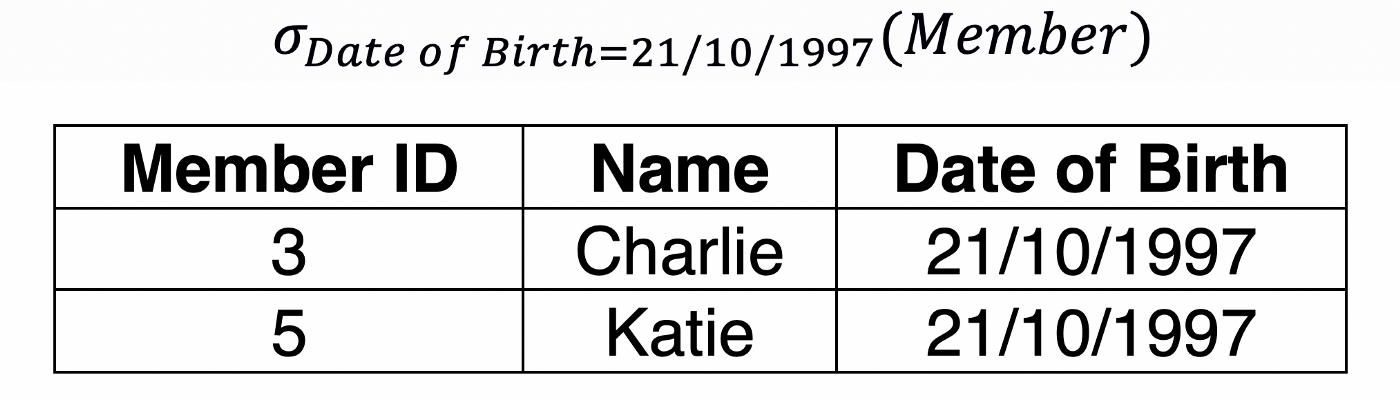 σDate of Birth=21/10/1997(Member)
Member ID Name Date of Birth
3 Charlie 21/10/1997
5 Katie 21/10/1997